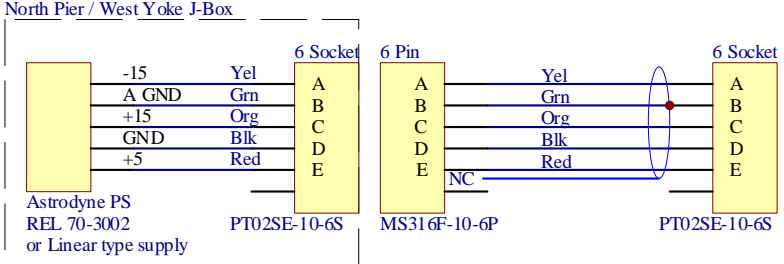 North Pier / West Yoke J-Box
6 Socket 6 Pin 6 Socket
-15 Yel A A Yel A
A GND Grn B B Grn B
+15 Org C C Org C
GND Blk D D Blk D
+5 Red E E Red E
NC
Astrodyne PS
REL 70-3002 PT02SE-10-6S MS316F-10-6P PT02SE-10-6S
or Linear type supply